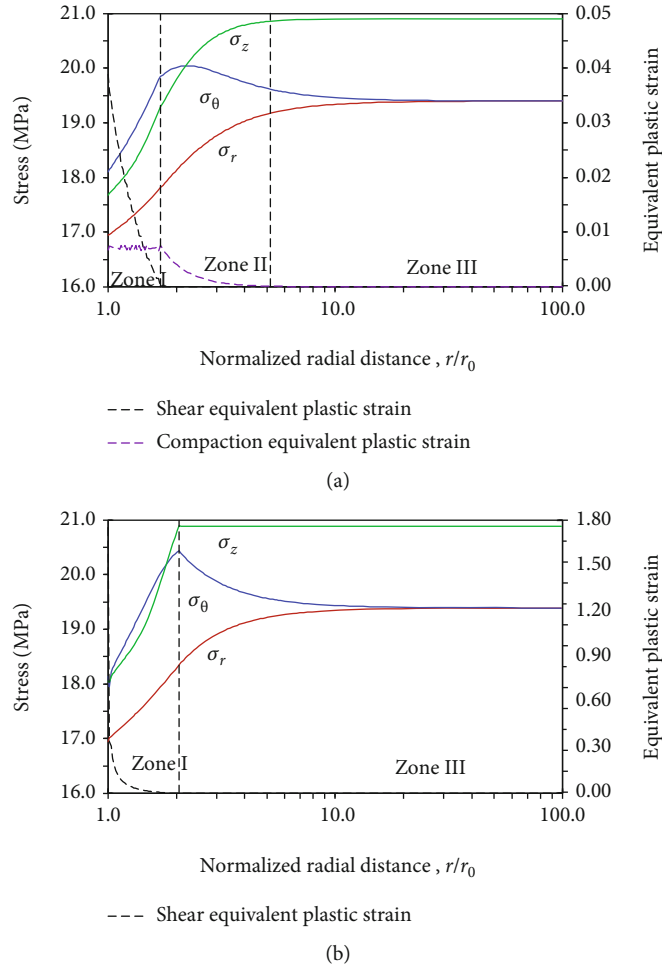 21.0
20.0
19.0
18.0
17.0
16.0
Stress (MPa)
0.05
0.04
0.03
0.02
0.01
0.00
Equivalent plastic strain
σz
σθ
σr
Zone I
Zone II
Zone III
1.0
10.0
100.0
Normalized radial distance , r/r0
Shear equivalent plastic strain
Compaction equivalent plastic strain
(a)
21.0
20.0
19.0
18.0
17.0
16.0
Stress (MPa)
1.80
1.50
1.20
0.90
0.60
0.30
0.00
Equivalent plastic strain
σz
σθ
σr
Zone I
Zone III
1.0
10.0
100.0
Normalized radial distance , r/r0
Shear equivalent plastic strain
(b)